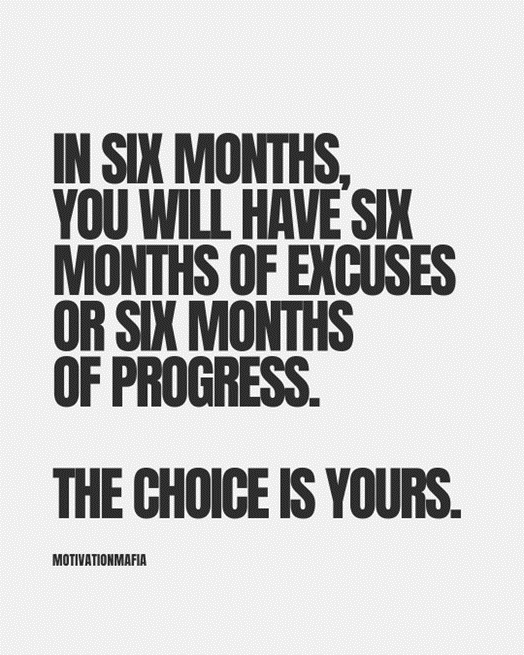 IN SIX MONTHS,
YOU WILL HAVE SIX
MONTHS OF EXCUSES
OR SIX MONTHS
OF PROGRESS.
THE CHOICE IS YOURS.
MOTIVATIONMAFIA